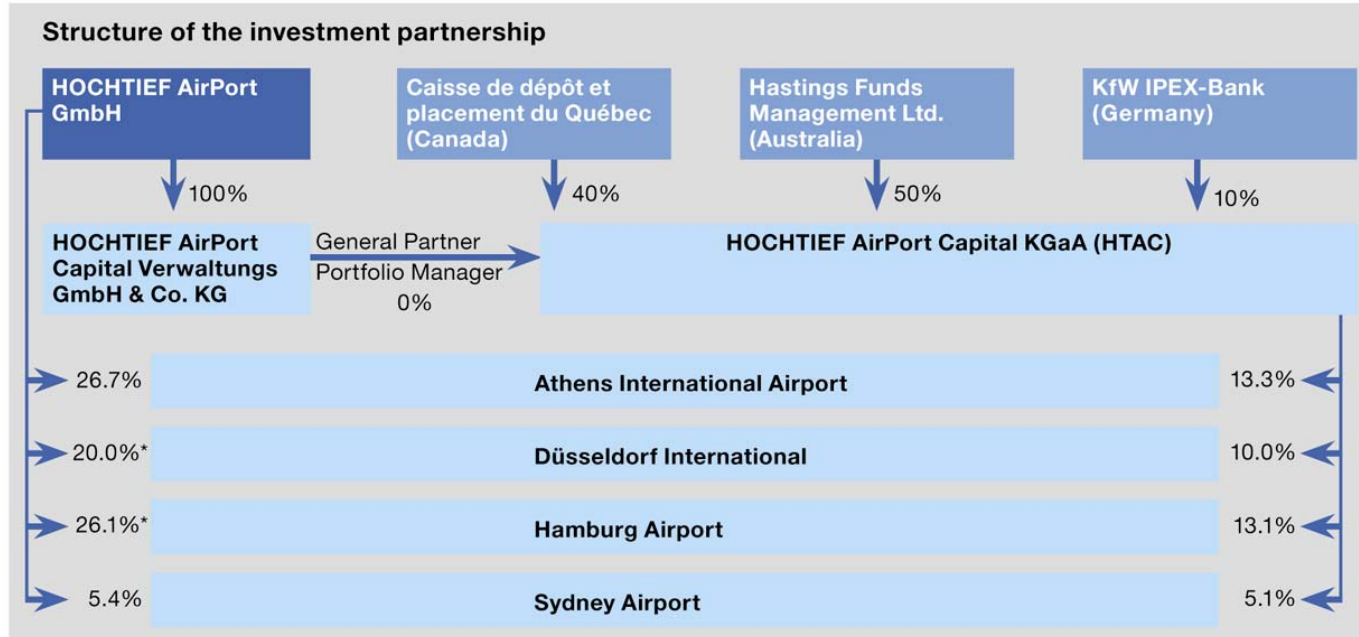 Structure of the investment partnership
HOCHTIEF AirPort
GmbH
Caisse de dépôt et
placement du Québec
(Canada)
Hastings Funds
Management Ltd.
(Australia)
KfW IPEX-Bank
(Germany)
100%
40%
50%
10%
HOCHTIEF AirPort
Capital Verwaltungs
GmbH & Co. KG
General Partner
Portfolio Manager
0%
HOCHTIEF AirPort Capital KGaA (HTAC)
26.7%
Athens International Airport
13.3%
20.0%*
Düsseldorf International
10.0%
26.1%*
Hamburg Airport
13.1%
5.4%
Sydney Airport
5.1%